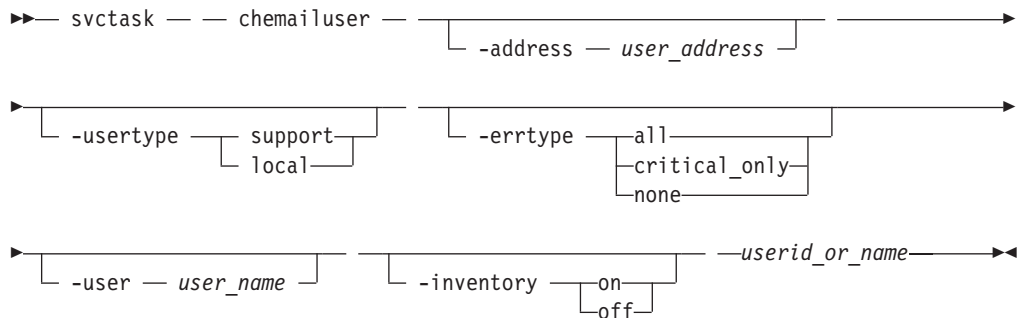 svctask chemailuser
-address user_address
-usertype support -errtype all
local critical_only
none
-user user_name -inventory on userid_or_name
off